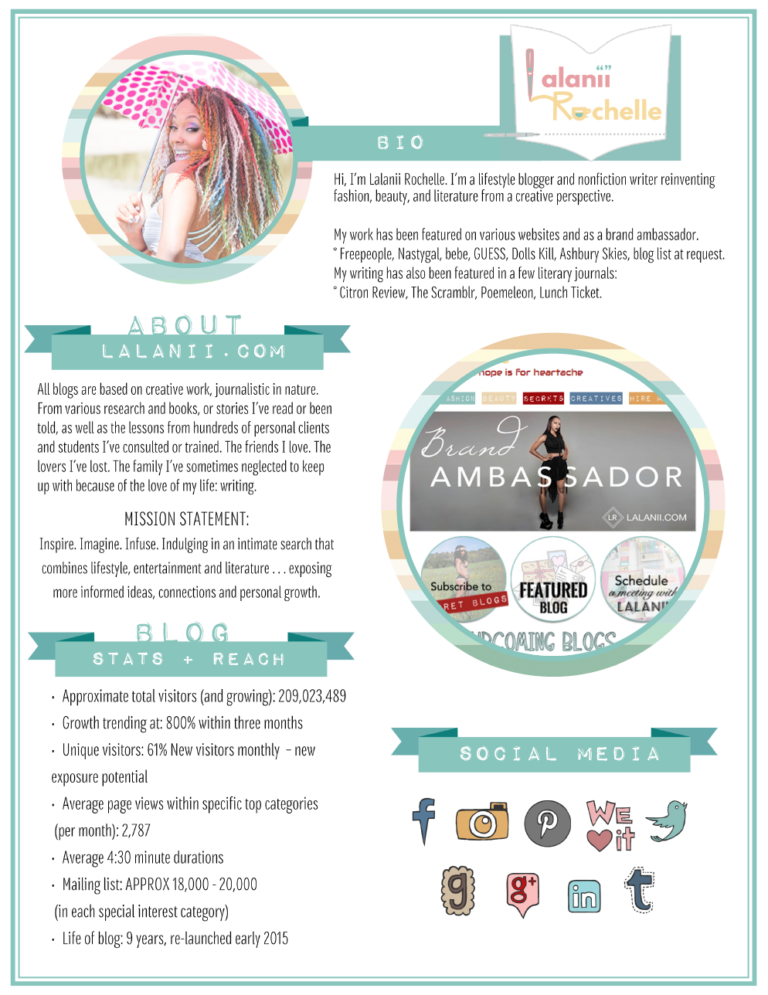 Lalanii
Rochelle
BIO
Hi, I'm Lalanii Rochelle. I'm a lifestyle blogger and nonfiction writer reinventing
fashion, beauty, and literature from a creative perspective.
My work has been featured on various websites and as a brand ambassador.
* Freepeople, Nastygal, bebe, GUESS, Dolls Kill, Ashbury Skies, blog list at request.
My writing has also been featured in a few literary journals:
* Citron Review, The Scramblr, Poemeleon, Lunch Ticket.
ABOUT
LALANII.COM
All blogs are based on creative work, journalistic in nature.
From various research and books, or stories I've read or been
told, as well as the lessons from hundreds of personal clients
and students I've consulted or trained. The friends I love. The
lovers I've lost. The family I've sometimes neglected to keep
up with because of the love of my life: writing.
MISSION STATEMENT:
Inspire. Imagine. Infuse. Indulging in an intimate search that
combines lifestyle, entertainment and literature . . . exposing
more informed ideas, connections and personal growth.
hope is for heartache
ASHION BEAUTY SECRETS CREATIVES HIRE
Brand
AMBASSADOR
LR LALANII.COM
Subscribe to
RET BLOGS
FEATURED
BLOG
Schedule
a meeting with
LALANII
UPCOMING BLOGS
BLOG
STATS + REACH
• Approximate total visitors (and growing): 209,023,489
• Growth trending at: 800% within three months
• Unique visitors: 61% New visitors monthly - new
exposure potential
• Average page views within specific top categories
(per month): 2,787
• Average 4:30 minute durations
• Mailing list: APPROX 18,000 - 20,000
(in each special interest category)
• Life of blog: 9 years, re-launched early 2015
SOCIAL MEDIA
f
WE
it
g
g+
in
t